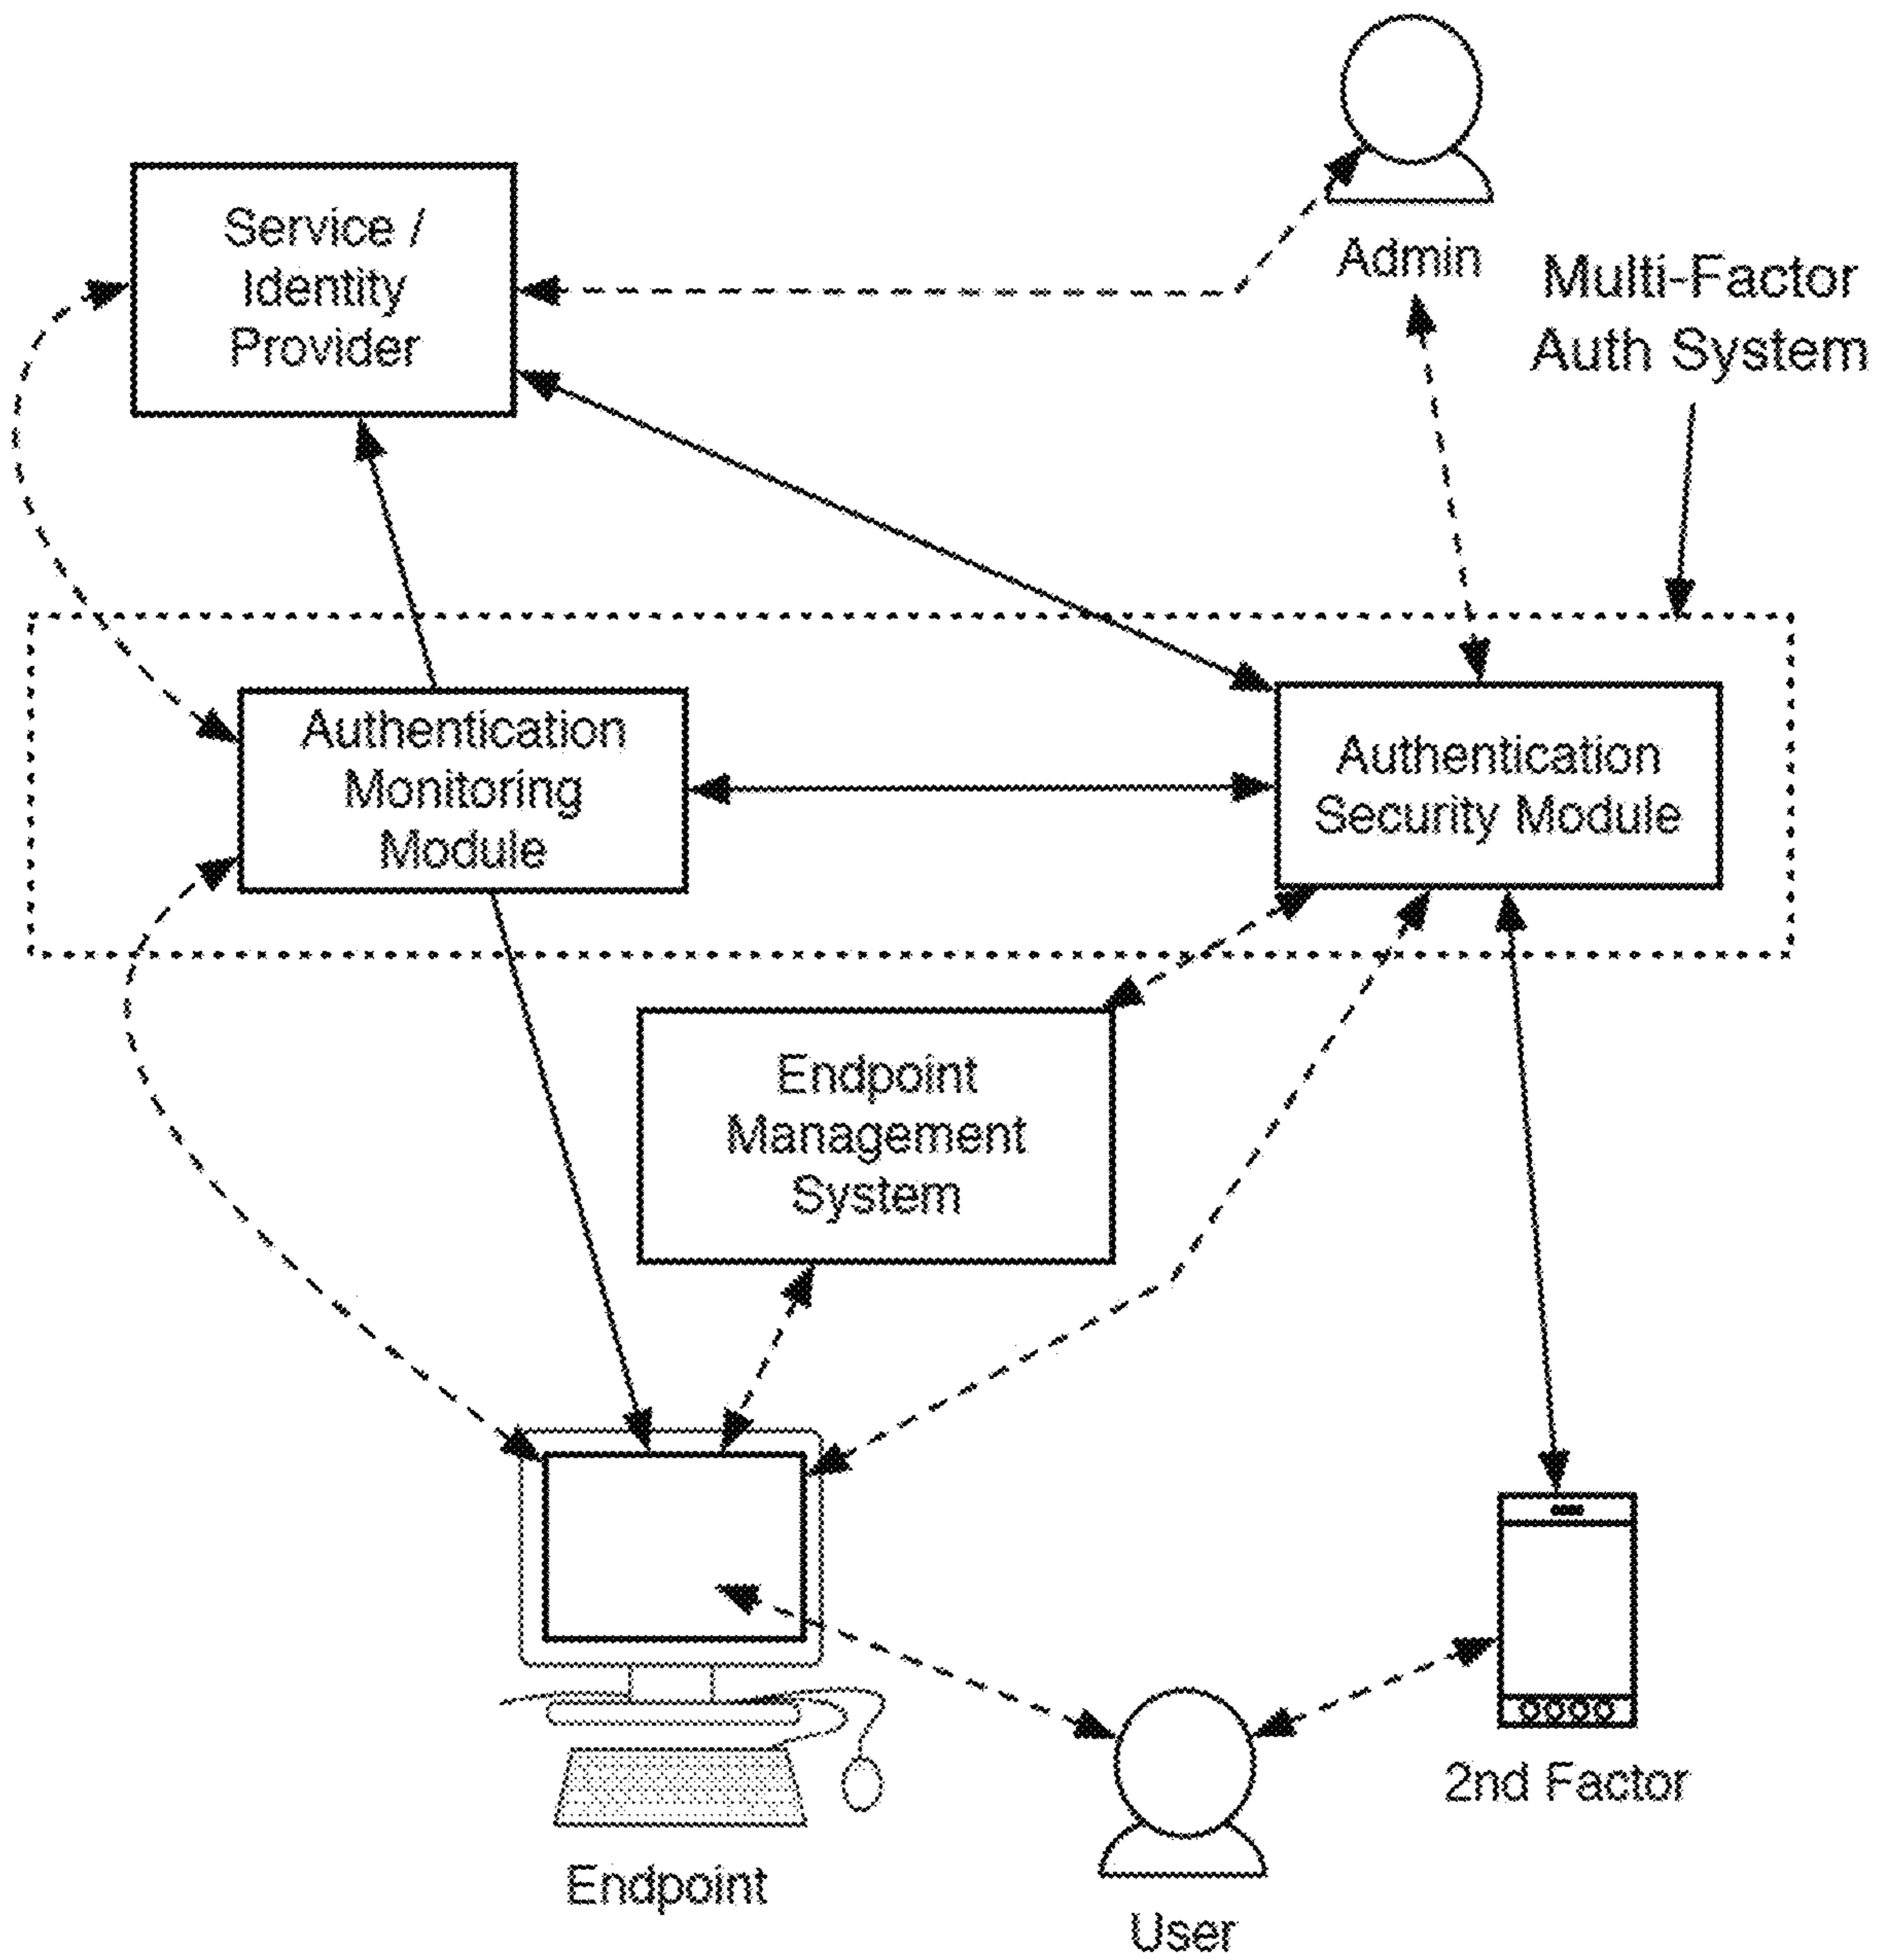 Service /
Identity
Provider
Admin
Multi-Factor
Auth System
Authentication
Monitoring
Module
Authentication
Security Module
Endpoint
Management
System
2nd Factor
Endpoint
User